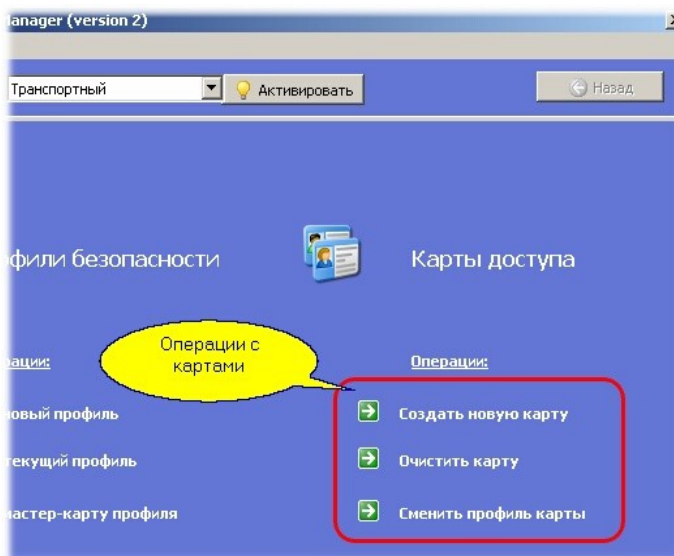 anager (version 2)
Транспортный
Активировать
Назад
офили безопасности
Карты доступа
Операции с
картами
рации:
Операции:
новый профиль
Создать новую карту
текущий профиль
Очистить карту
мастер-карту профиля
Сменить профиль карты